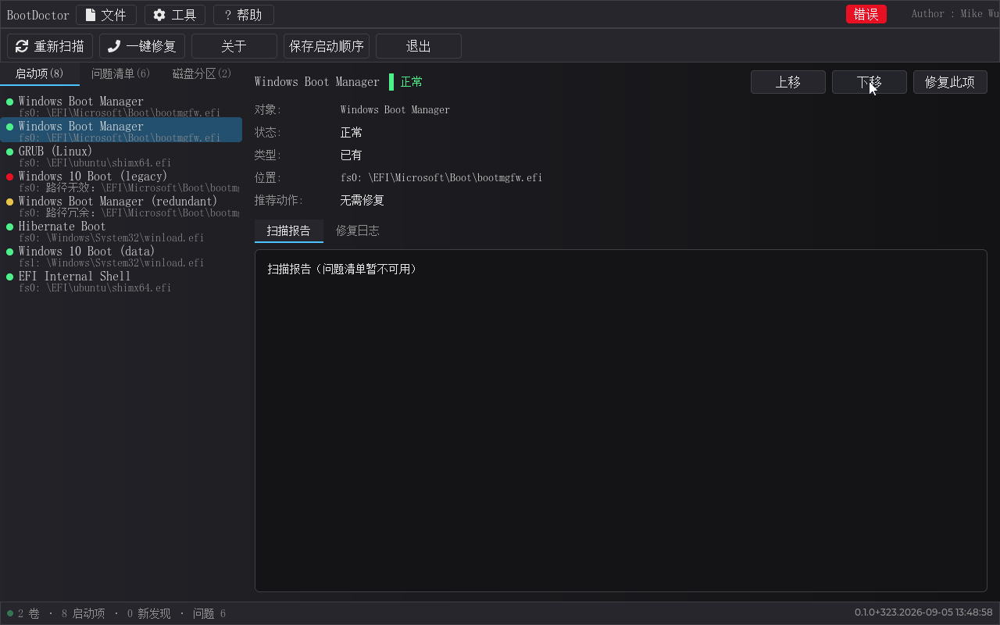 BootDoctor 文件 工具 ? 帮助 错误 Author : Mike Wu
重新扫描 一键修复 关于 保存启动顺序 退出
启动项(8) 问题清单(6) 磁盘分区(2)
Windows Boot Manager
fs0: \EFI\Microsoft\Boot\bootmgfw.efi
Windows Boot Manager
fs0: \EFI\Microsoft\Boot\bootmgfw.efi
GRUB (Linux)
fs0: \EFI\ubuntu\shimx64.efi
Windows 10 Boot (legacy)
fs0: 路径无效: \EFI\Microsoft\Boot\bootm
Windows Boot Manager (redundant)
fs0: 路径冗余: \EFI\Microsoft\Boot\bootm
Hibernate Boot
fs0: \Windows\System32\winload.efi
Windows 10 Boot (data)
fs1: \Windows\System32\winload.efi
EFI Internal Shell
fs0: \EFI\ubuntu\shimx64.efi
Windows Boot Manager 正常 上移 下移 修复此项
对象: Windows Boot Manager
状态: 正常
类型: 已有
位置: fs0: \EFI\Microsoft\Boot\bootmgfw.efi
推荐动作: 无需修复
扫描报告 修复日志
扫描报告（问题清单暂不可用）
2 卷 · 8 启动项 · 0 新发现 · 问题 6 0.1.0+323.2026-09-05 13:48:58